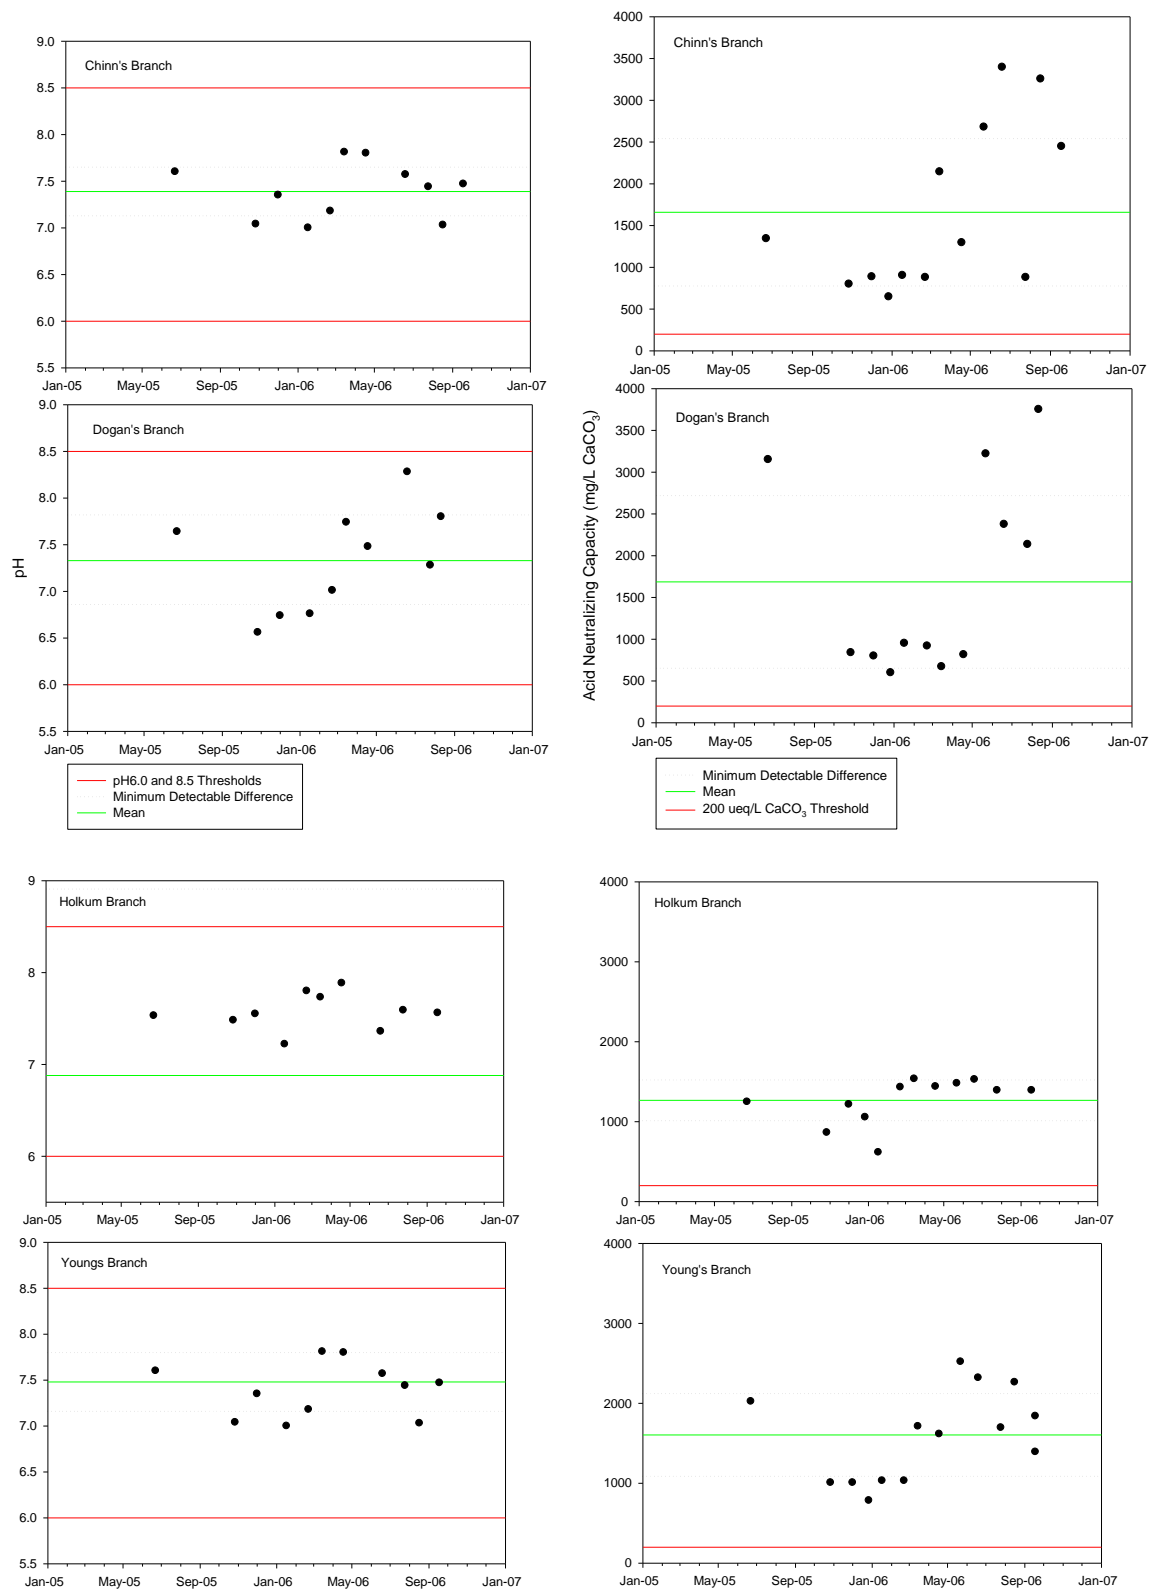 9.0
Chinn's Branch
8.5
8.0
7.5
7.0
6.5
6.0
5.5
Jan-05 May-05 Sep-05 Jan-06 May-06 Sep-06 Jan-07
4000
Chinn's Branch
3500
3000
2500
2000
1500
1000
500
0
Jan-05 May-05 Sep-05 Jan-06 May-06 Sep-06 Jan-07
pH
9.0
Dogan's Branch
8.5
8.0
7.5
7.0
6.5
6.0
5.5
Jan-05 May-05 Sep-05 Jan-06 May-06 Sep-06 Jan-07
pH6.0 and 8.5 Thresholds
Minimum Detectable Difference
Mean
Acid Neutralizing Capacity (mg/L CaCO₃)
4000
Dogan's Branch
3500
3000
2500
2000
1500
1000
500
0
Jan-05 May-05 Sep-05 Jan-06 May-06 Sep-06 Jan-07
Minimum Detectable Difference
Mean
200 ueq/L CaCO₃ Threshold
9
Holkum Branch
8
7
6
Jan-05 May-05 Sep-05 Jan-06 May-06 Sep-06 Jan-07
4000
Holkum Branch
3000
2000
1000
0
Jan-05 May-05 Sep-05 Jan-06 May-06 Sep-06 Jan-07
9.0
Youngs Branch
8.5
8.0
7.5
7.0
6.5
6.0
5.5
Jan-05 May-05 Sep-05 Jan-06 May-06 Sep-06 Jan-07
4000
Young's Branch
3000
2000
1000
0
Jan-05 May-05 Sep-05 Jan-06 May-06 Sep-06 Jan-07